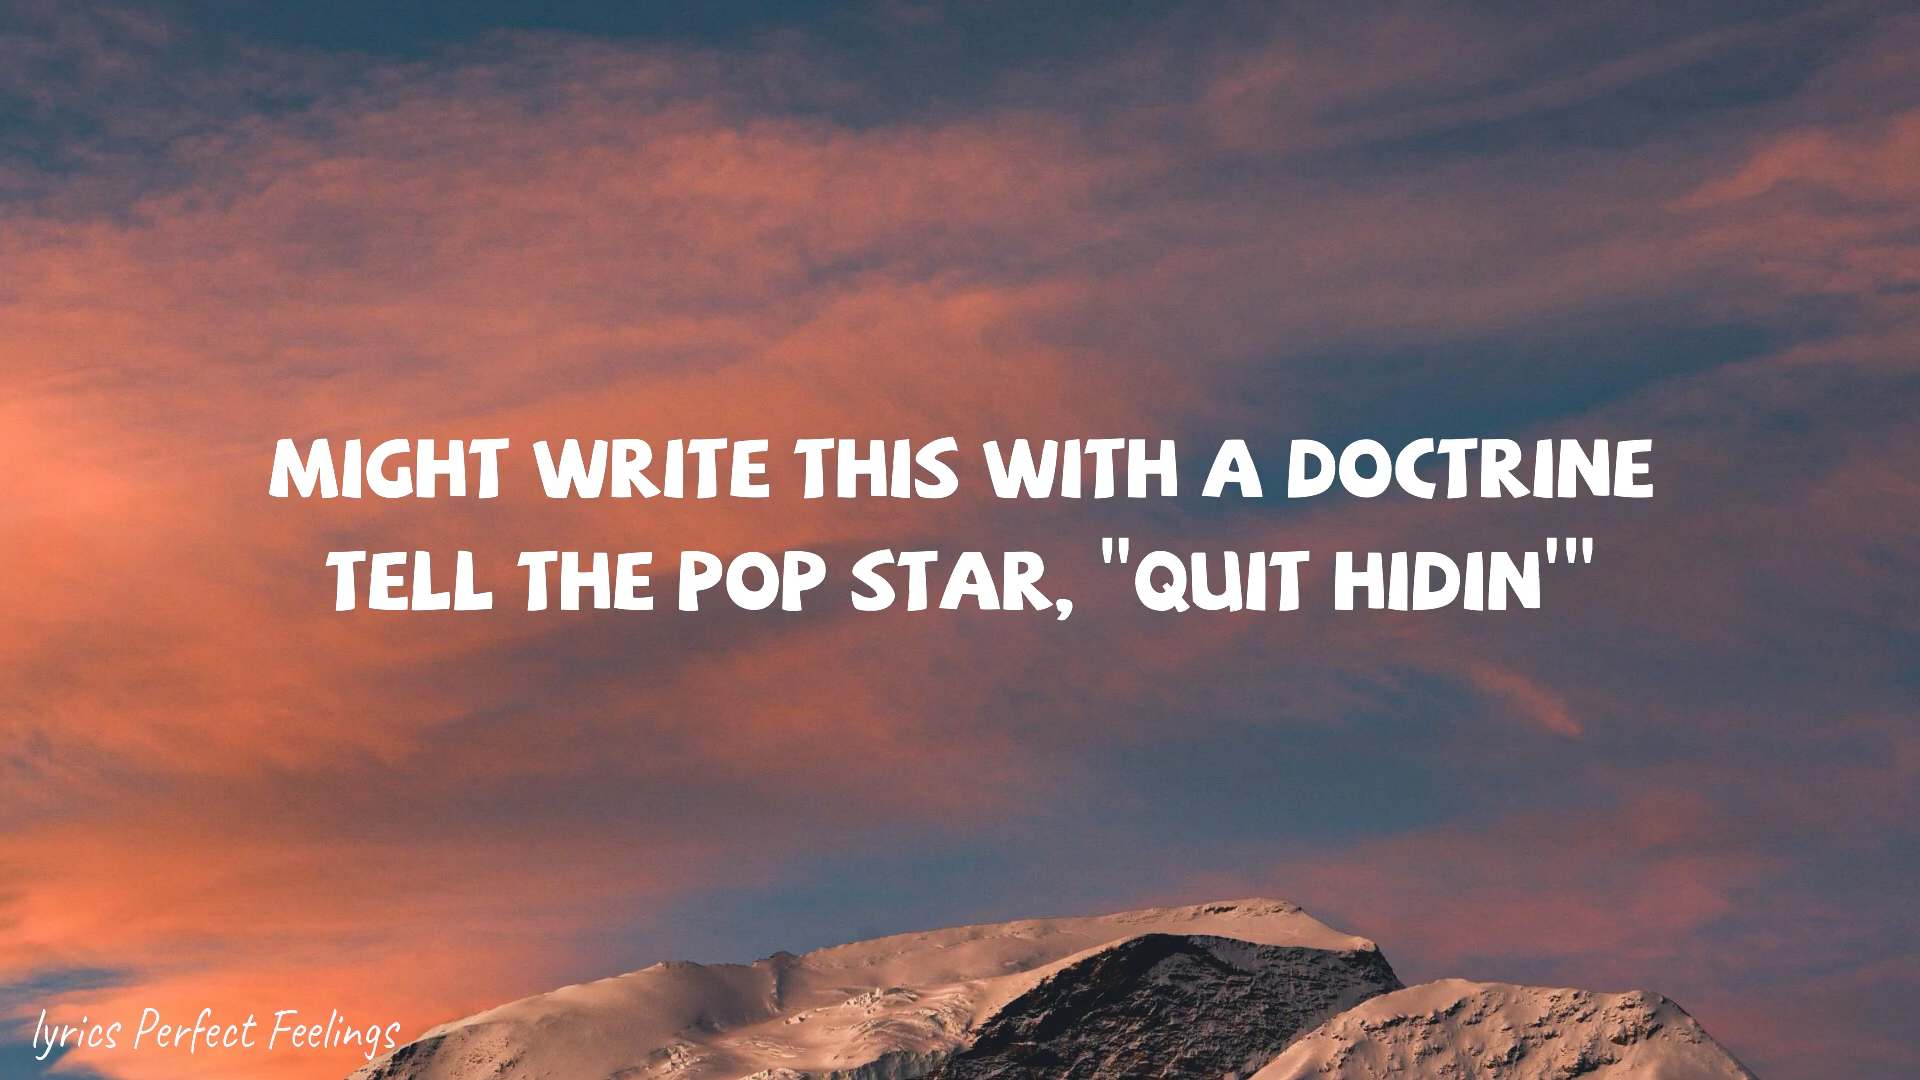 MIGHT WRITE THIS WITH A DOCTRINE
TELL THE POP STAR, "QUIT HIDIN'"
lyrics Perfect Feelings